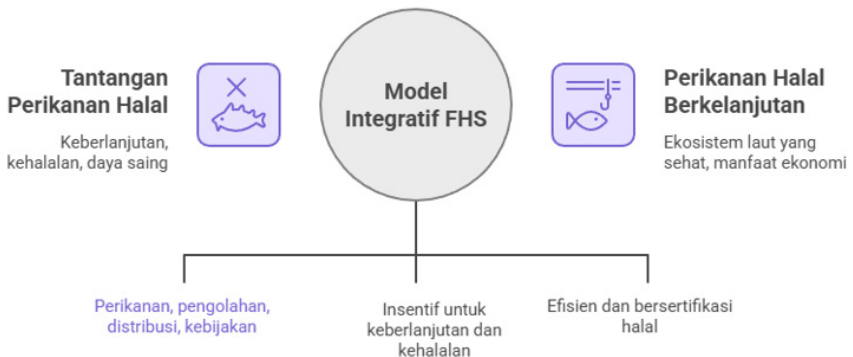 Tantangan
Perikanan Halal
Keberlanjutan,
kehalalan, daya saing
Model
Integratif FHS
Perikanan Halal
Berkelanjutan
Ekosistem laut yang
sehat, manfaat ekonomi
Perikanan, pengolahan,
distribusi, kebijakan
Insentif untuk
keberlanjutan dan
kehalalan
Efisien dan bersertifikasi
halal